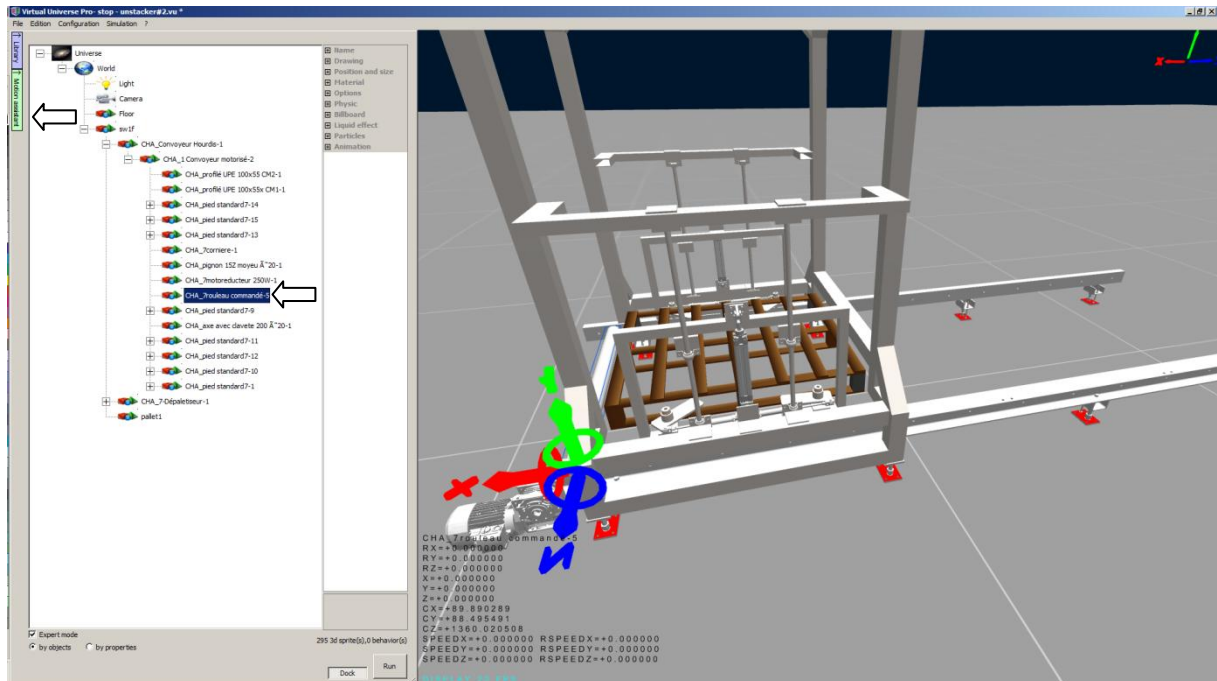 Virtual Universe Pro- stop - unstacker#2.vu *
File Edition Configuration Simulation ?
Library
Motion assistant
Universe
World
Light
Camera
Floor
sw1f
CHA_Convoyeur Hourdis-1
CHA_1 Convoyeur motorisé-2
CHA_profilé UPE 100x55 CM2-1
CHA_profilé UPE 100x55x CM1-1
CHA_pied standard7-14
CHA_pied standard7-15
CHA_pied standard7-13
CHA_7corniere-1
CHA_pignon 15Z moyeu Ã˜20-1
CHA_7motoreducteur 250W-1
CHA_7rouleau commandé-5
CHA_pied standard7-9
CHA_axe avec clavete 200 Ã˜20-1
CHA_pied standard7-11
CHA_pied standard7-12
CHA_pied standard7-10
CHA_pied standard7-1
CHA_7-Dépaletiseur-1
pallet1
Name
Drawing
Position and size
Material
Options
Physic
Billboard
Liquid effect
Particles
Animation
Expert mode
by objects by properties
295 3d sprite(s),0 behavior(s)
Dock Run
X
Y
X
Z
CHA_7rouleau commande-5
RX=+0.000000
RY=+0.000000
RZ=+0.000000
X=+0.000000
Y=+0.000000
Z=+0.000000
CX=+89.890289
CY=+88.495491
CZ=+1360.020508
SPEEDX=+0.000000 RSPEEDX=+0.000000
SPEEDY=+0.000000 RSPEEDY=+0.000000
SPEEDZ=+0.000000 RSPEEDZ=+0.000000